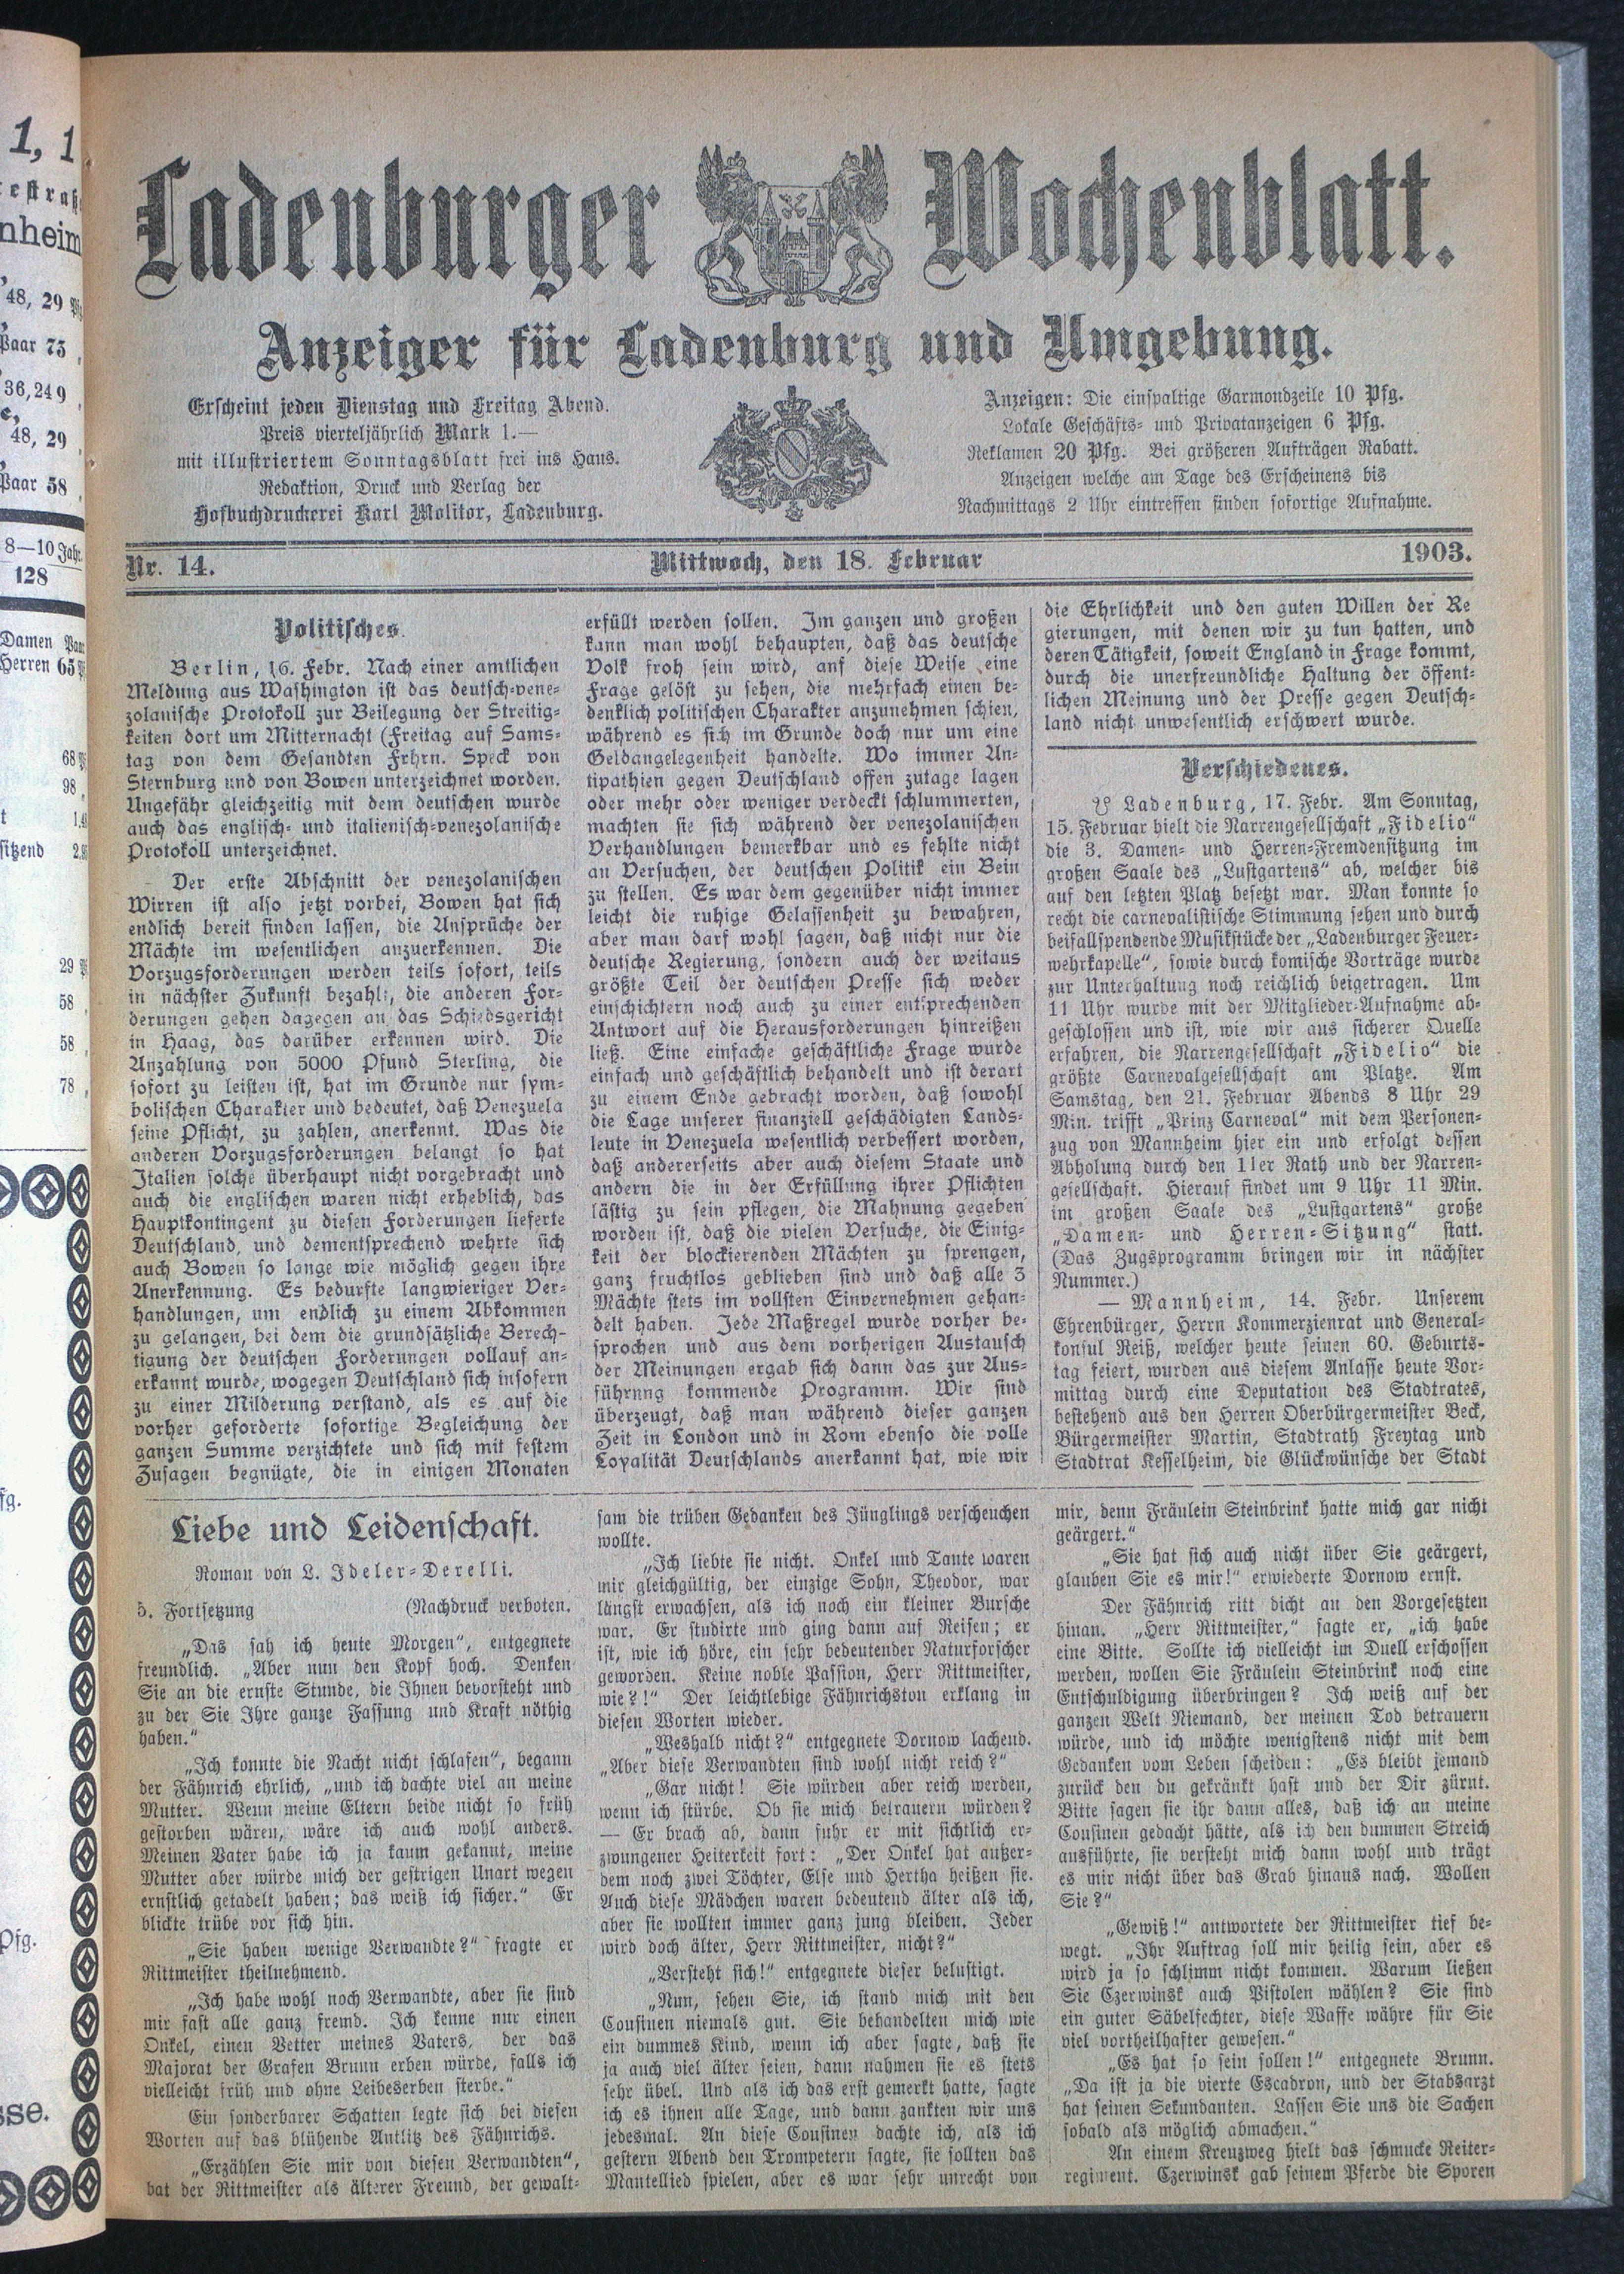 Ladenburger Wochenblatt.
Anzeiger für Ladenburg und Umgebung.
Erscheint jeden Dienstag und Freitag Abend.
Preis vierteljährlich Mark 1.—
mit illustriertem Sonntagsblatt frei ins Haus.
Redaktion, Druck und Verlag der
Hofbuchdruckerei Karl Molitor, Ladenburg.
Anzeigen: Die einspaltige Garmondzeile 10 Pfg.
Lokale Geschäfts- und Privatanzeigen 6 Pfg.
Reklamen 20 Pfg. Bei größeren Aufträgen Rabatt.
Anzeigen welche am Tage des Erscheinens bis
Nachmittags 2 Uhr eintreffen finden sofortige Aufnahme.
Nr. 14. Mittwoch, den 18. Februar 1903.
Politisches.
Berlin, 16. Febr. Nach einer amtlichen
Meldung aus Washington ist das deutsch-vene-
zolanische Protokoll zur Beilegung der Streitig-
keiten dort um Mitternacht (Freitag auf Sams-
tag von dem Gesandten Frhrn. Speck von
Sternburg und von Bowen unterzeichnet worden.
Ungefähr gleichzeitig mit dem deutschen wurde
auch das englisch- und italienisch-venezolanische
Protokoll unterzeichnet.
Der erste Abschnitt der venezolanischen
Wirren ist also jetzt vorbei, Bowen hat sich
endlich bereit finden lassen, die Ansprüche der
Mächte im wesentlichen anzuerkennen. Die
Vorzugsforderungen werden teils sofort, teils
in nächster Zukunft bezahlt, die anderen For-
derungen gehen dagegen an das Schiedsgericht
in Haag, das darüber erkennen wird. Die
Anzahlung von 5000 Pfund Sterling, die
sofort zu leisten ist, hat im Grunde nur sym-
bolischen Charakter und bedeutet, daß Venezuela
seine Pflicht, zu zahlen, anerkennt. Was die
anderen Vorzugsforderungen belangt so hat
Italien solche überhaupt nicht vorgebracht und
auch die englischen waren nicht erheblich, das
Hauptkontingent zu diesen Forderungen lieferte
Deutschland, und dementsprechend wehrte sich
auch Bowen so lange wie möglich gegen ihre
Anerkennung. Es bedurfte langwieriger Ver-
handlungen, um endlich zu einem Abkommen
zu gelangen, bei dem die grundsätzliche Berech-
tigung der deutschen Forderungen vollauf an-
erkannt wurde, wogegen Deutschland sich insofern
zu einer Milderung verstand, als es auf die
vorher geforderte sofortige Begleichung der
ganzen Summe verzichtete und sich mit festem
Zusagen begnügte, die in einigen Monaten
erfüllt werden sollen. Im ganzen und großen
kann man wohl behaupten, daß das deutsche
Volk froh sein wird, auf diese Weise eine
Frage gelöst zu sehen, die mehrfach einen be-
denklich politischen Charakter anzunehmen schien,
während es sich im Grunde doch nur um eine
Geldangelegenheit handelte. Wo immer An-
tipathien gegen Deutschland offen zutage lagen
oder mehr oder weniger verdeckt schlummerten,
machten sie sich während der venezolanischen
Verhandlungen bemerkbar und es fehlte nicht
an Versuchen, der deutschen Politik ein Bein
zu stellen. Es war dem gegenüber nicht immer
leicht die ruhige Gelassenheit zu bewahren,
aber man darf wohl sagen, daß nicht nur die
deutsche Regierung, sondern auch der weitaus
größte Teil der deutschen Presse sich weder
einschichtern noch auch zu einer entsprechenden
Antwort auf die Herausforderungen hinreißen
ließ. Eine einfache geschäftliche Frage wurde
einfach und geschäftlich behandelt und ist derart
zu einem Ende gebracht worden, daß sowohl
die Lage unserer finanziell geschädigten Lands-
leute in Venezuela wesentlich verbessert worden,
daß andererseits aber auch diesem Staate und
andern die in der Erfüllung ihrer Pflichten
lästig zu sein pflegen, die Mahnung gegeben
worden ist, daß die vielen Versuche, die Einig-
keit der blockierenden Mächten zu sprengen,
ganz fruchtlos geblieben sind und daß alle 3
Mächte stets im vollsten Einvernehmen gehan-
delt haben. Jede Maßregel wurde vorher be-
sprochen und aus dem vorherigen Austausch
der Meinungen ergab sich dann das zur Aus-
führung kommende Programm. Wir sind
überzeugt, daß man während dieser ganzen
Zeit in London und in Rom ebenso die volle
Loyalität Deutschlands anerkannt hat, wie wir
die Ehrlichkeit und den guten Willen der Re
gierungen, mit denen wir zu tun hatten, und
deren Tätigkeit, soweit England in Frage kommt,
durch die unerfreundliche Haltung der öffent-
lichen Meinung und der Presse gegen Deutsch-
land nicht unwesentlich erschwert wurde.
Verschiedenes.
Ladenburg, 17. Febr. Am Sonntag,
15. Februar hielt die Narrengesellschaft „Fidelio“
die 3. Damen- und Herren-Fremdensitzung im
großen Saale des „Lustgartens“ ab, welcher bis
auf den letzten Platz besetzt war. Man konnte so
recht die carnevalistische Stimmung sehen und durch
beifallspendende Musikstücke der „Ladenburger Feuer-
wehrkapelle“, sowie durch komische Vorträge wurde
zur Unterhaltung noch reichlich beigetragen. Um
11 Uhr wurde mit der Mitglieder-Aufnahme ab-
geschlossen und ist, wie wir aus sicherer Quelle
erfahren, die Narrengesellschaft „Fidelio“ die
größte Carnevalgesellschaft am Platze. Am
Samstag, den 21. Februar Abends 8 Uhr 29
Min. trifft „Prinz Carneval“ mit dem Personen-
zug von Mannheim hier ein und erfolgt dessen
Abholung durch den 11er Rath und der Narren-
gesellschaft. Hierauf findet um 9 Uhr 11 Min.
im großen Saale des „Lustgartens“ große
„Damen- und Herren-Sitzung“ statt.
(Das Zugsprogramm bringen wir in nächster
Nummer.)
— Mannheim, 14. Febr. Unserem
Ehrenbürger, Herrn Kommerzienrat und General-
konsul Reiß, welcher heute seinen 60. Geburts-
tag feiert, wurden aus diesem Anlasse heute Vor-
mittag durch eine Deputation des Stadtrates,
bestehend aus den Herren Oberbürgermeister Beck,
Bürgermeister Martin, Stadtrath Freytag und
Stadtrat Kesselheim, die Glückwünsche der Stadt
Liebe und Leidenschaft.
Roman von L. Ideler-Derelli.
5. Fortsetzung (Nachdruck verboten.
„Das sah ich heute Morgen“, entgegnete
freundlich. „Aber nun den Kopf hoch. Denken
Sie an die ernste Stunde, die Ihnen bevorsteht und
zu der Sie Ihre ganze Fassung und Kraft nöthig
haben.“
„Ich konnte die Nacht nicht schlafen“, begann
der Fähnrich ehrlich, „und ich dachte viel an meine
Mutter. Wenn meine Eltern beide nicht so früh
gestorben wären, wäre ich auch wohl anders.
Meinen Vater habe ich ja kaum gekannt, meine
Mutter aber würde mich der gestrigen Unart wegen
ernstlich getadelt haben; das weiß ich sicher.“ Er
blickte trübe vor sich hin.
„Sie haben wenige Verwandte?“ fragte er
Rittmeister theilnehmend.
„Ich habe wohl noch Verwandte, aber sie sind
mir fast alle ganz fremd. Ich kenne nur einen
Onkel, einen Vetter meines Vaters, der das
Majorat der Grafen Brunn erben würde, falls ich
vielleicht früh und ohne Leibeserben sterbe.“
Ein sonderbarer Schatten legte sich bei diesen
Worten auf das blühende Antlitz des Fähnrichs.
„Erzählen Sie mir von diesen Verwandten“,
bat der Rittmeister als älterer Freund, der gewalt-
sam die trüben Gedanken des Jünglings verscheuchen
wollte.
„Ich liebte sie nicht. Onkel und Tante waren
mir gleichgültig, der einzige Sohn, Theodor, war
längst erwachsen, als ich noch ein kleiner Bursche
war. Er studirte und ging dann auf Reisen; er
ist, wie ich höre, ein sehr bedeutender Naturforscher
geworden. Keine noble Passion, Herr Rittmeister,
wie?!“ Der leichtlebige Fähnrichston erklang in
diesen Worten wieder.
„Weshalb nicht?“ entgegnete Dornow lachend.
„Aber diese Verwandten sind wohl nicht reich?“
„Gar nicht! Sie würden aber reich werden,
wenn ich stürbe. Ob sie mich betrauern würden?
— Er brach ab, dann fuhr er mit sichtlich er-
zwungener Heiterkeit fort: „Der Onkel hat außer-
dem noch zwei Töchter, Else und Hertha heißen sie.
Auch diese Mädchen waren bedeutend älter als ich,
aber sie wollten immer ganz jung bleiben. Jeder
wird doch älter, Herr Rittmeister, nicht?“
„Versteht sich!“ entgegnete dieser belustigt.
„Nun, sehen Sie, ich stand mich mit den
Cousinen niemals gut. Sie behandelten mich wie
ein dummes Kind, wenn ich aber sagte, daß sie
ja auch viel älter seien, dann nahmen sie es stets
sehr übel. Und als ich das erst gemerkt hatte, sagte
ich es ihnen alle Tage, und dann zankten wir uns
jedesmal. An diese Cousinen dachte ich, als ich
gestern Abend den Trompetern sagte, sie sollten das
Mantellied spielen, aber es war sehr unrecht von
mir, denn Fräulein Steinbrink hatte mich gar nicht
geärgert.“
„Sie hat sich auch nicht über Sie geärgert,
glauben Sie es mir!“ erwiederte Dornow ernst.
Der Fähnrich ritt dicht an den Vorgesetzten
hinan. „Herr Rittmeister,“ sagte er, „ich habe
eine Bitte. Sollte ich vielleicht im Duell erschossen
werden, wollen Sie Fräulein Steinbrink noch eine
Entschuldigung überbringen? Ich weiß auf der
ganzen Welt Niemand, der meinen Tod betrauern
würde, und ich möchte wenigstens nicht mit dem
Gedanken vom Leben scheiden: „Es bleibt jemand
zurück den du gekränkt hast und der Dir zürnt.
Bitte sagen sie ihr dann alles, daß ich an meine
Cousinen gedacht hätte, als ich den dummen Streich
ausführte, sie versteht mich dann wohl und trägt
es mir nicht über das Grab hinaus nach. Wollen
Sie?“
„Gewiß!“ antwortete der Rittmeister tief be-
wegt. „Ihr Auftrag soll mir heilig sein, aber es
wird ja so schlimm nicht kommen. Warum ließen
Sie Czerwinsk auch Pistolen wählen? Sie sind
ein guter Säbelfechter, diese Waffe währe für Sie
viel vortheilhafter gewesen.“
„Es hat so sein sollen!“ entgegnete Brunn.
„Da ist ja die vierte Escadron, und der Stabsarzt
hat seinen Sekundanten. Lassen Sie uns die Sachen
sobald als möglich abmachen.“
An einem Kreuzweg hielt das schmucke Reiter-
regiment. Czerwinsk gab seinem Pferde die Sporen
1, 1
nheim
48, 29
Paar 75
36,249
48, 29
Paar 58
8—10 Jahr.
128
Damen Paar
Herren 65
68
98
29
58
58
78
Pfg.